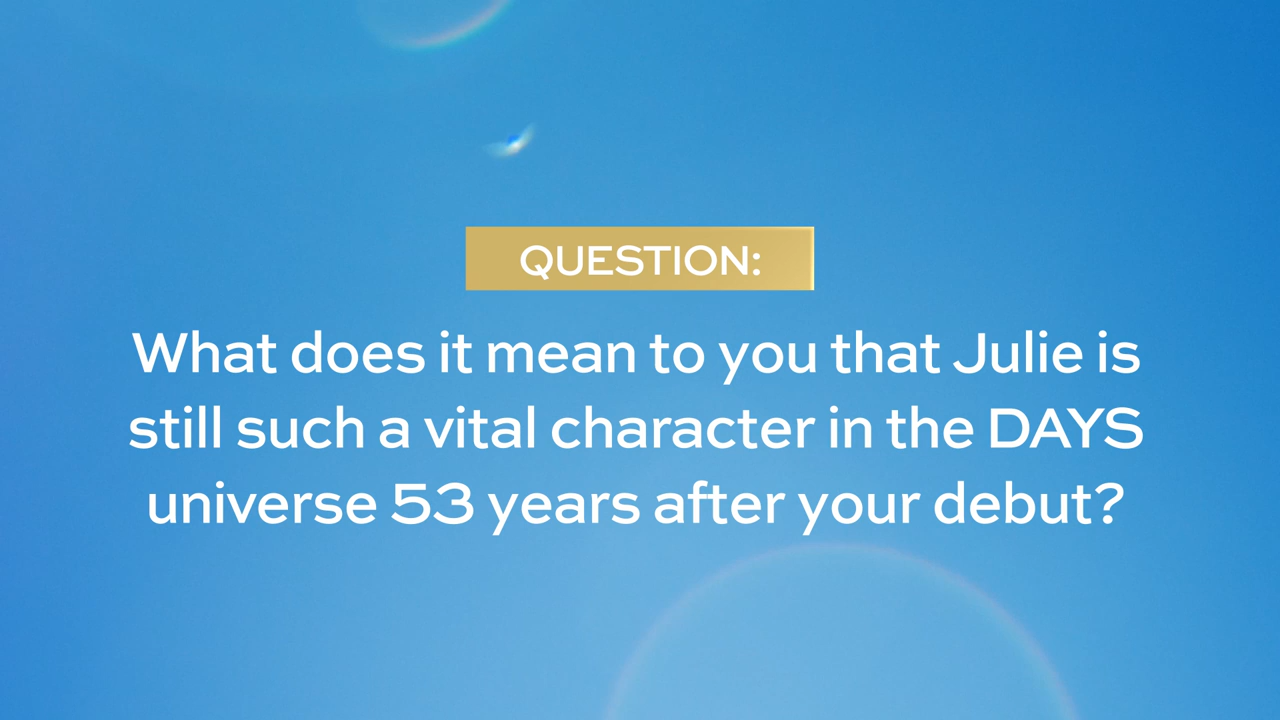 QUESTION:
What does it mean to you that Julie is
still such a vital character in the DAYS
universe 53 years after your debut?